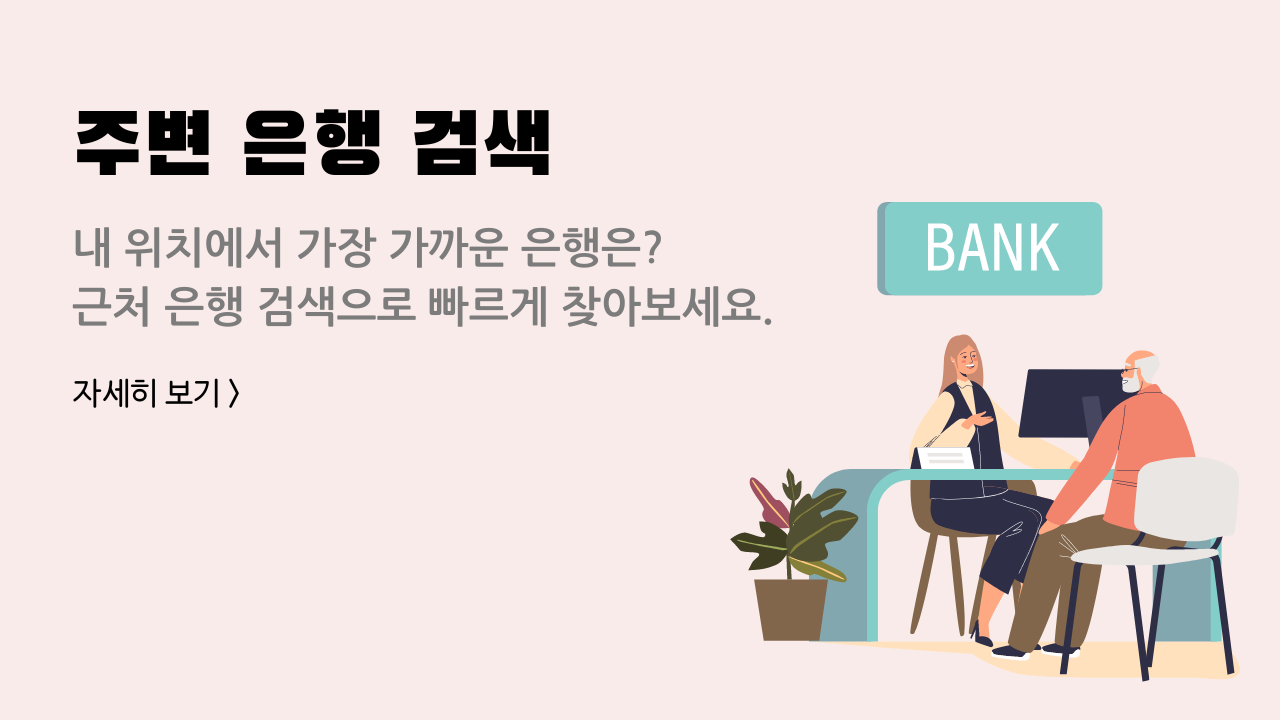 주변 은행 검색
내 위치에서 가장 가까운 은행은?
근처 은행 검색으로 빠르게 찾아보세요.
자세히 보기 〉
BANK